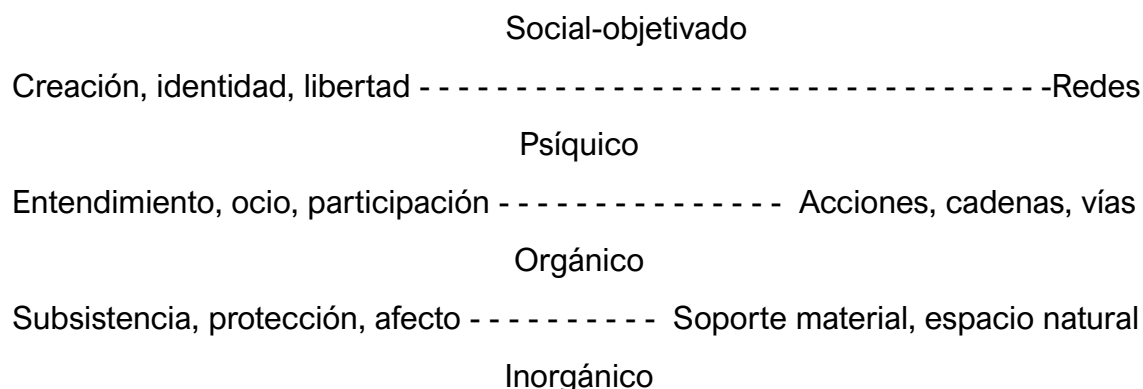 Social-objetivado
Creación, identidad, libertad - - - - - - - - - - - - - - - - - - - - - - - - - - - - - - - - -Redes
Psíquico
Entendimiento, ocio, participación - - - - - - - - - - - - - - - Acciones, cadenas, vías
Orgánico
Subsistencia, protección, afecto - - - - - - - - - - Soporte material, espacio natural
Inorgánico